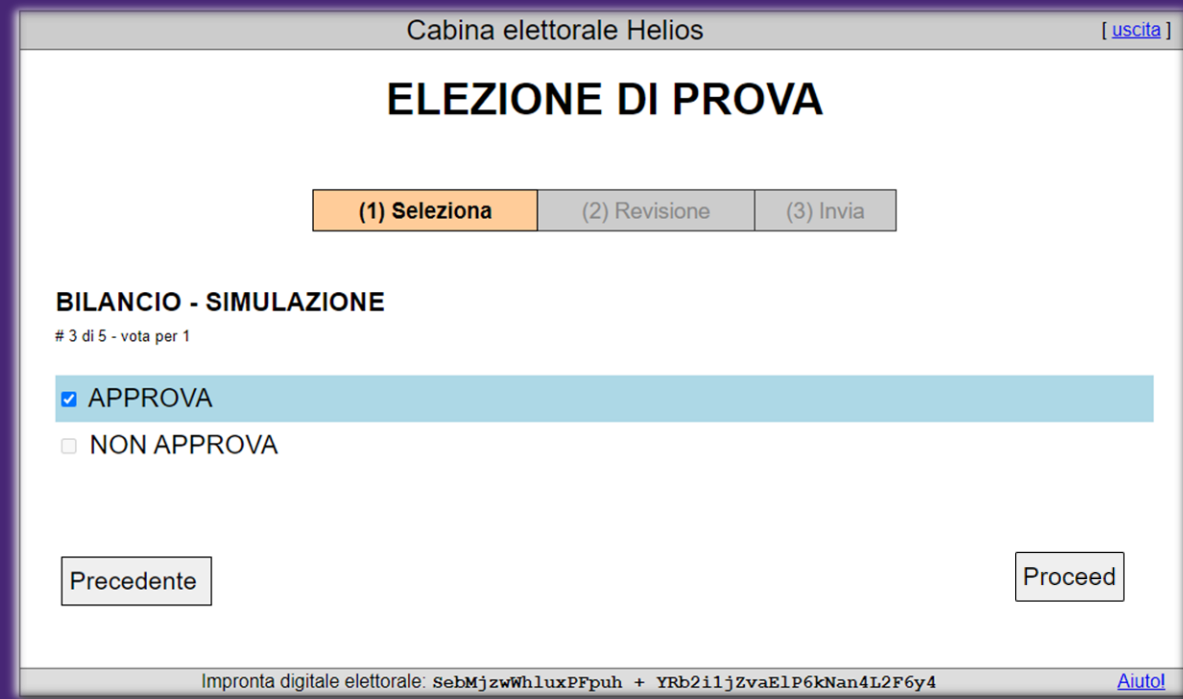 Cabina elettorale Helios [ uscita ]
ELEZIONE DI PROVA
(1) Seleziona (2) Revisione (3) Invia
BILANCIO - SIMULAZIONE
# 3 di 5 - vota per 1
APPROVA
NON APPROVA
Precedente Proceed
Impronta digitale elettorale: SebMjzwWhluxPFpuh + YRb2i1jZvaElP6kNan4L2F6y4 Aiuto!